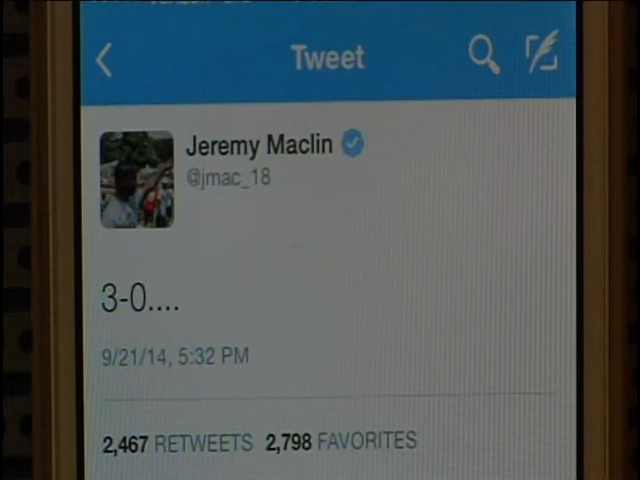 Tweet
Jeremy Maclin
@jmac_18
3-0....
9/21/14, 5:32 PM
2,467 RETWEETS 2,798 FAVORITES